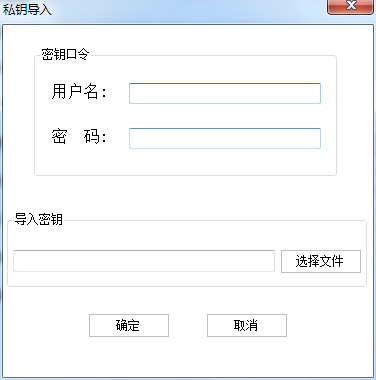 私钥导入
密钥口令
用户名：
密　码：
导入密钥
选择文件
确定 取消